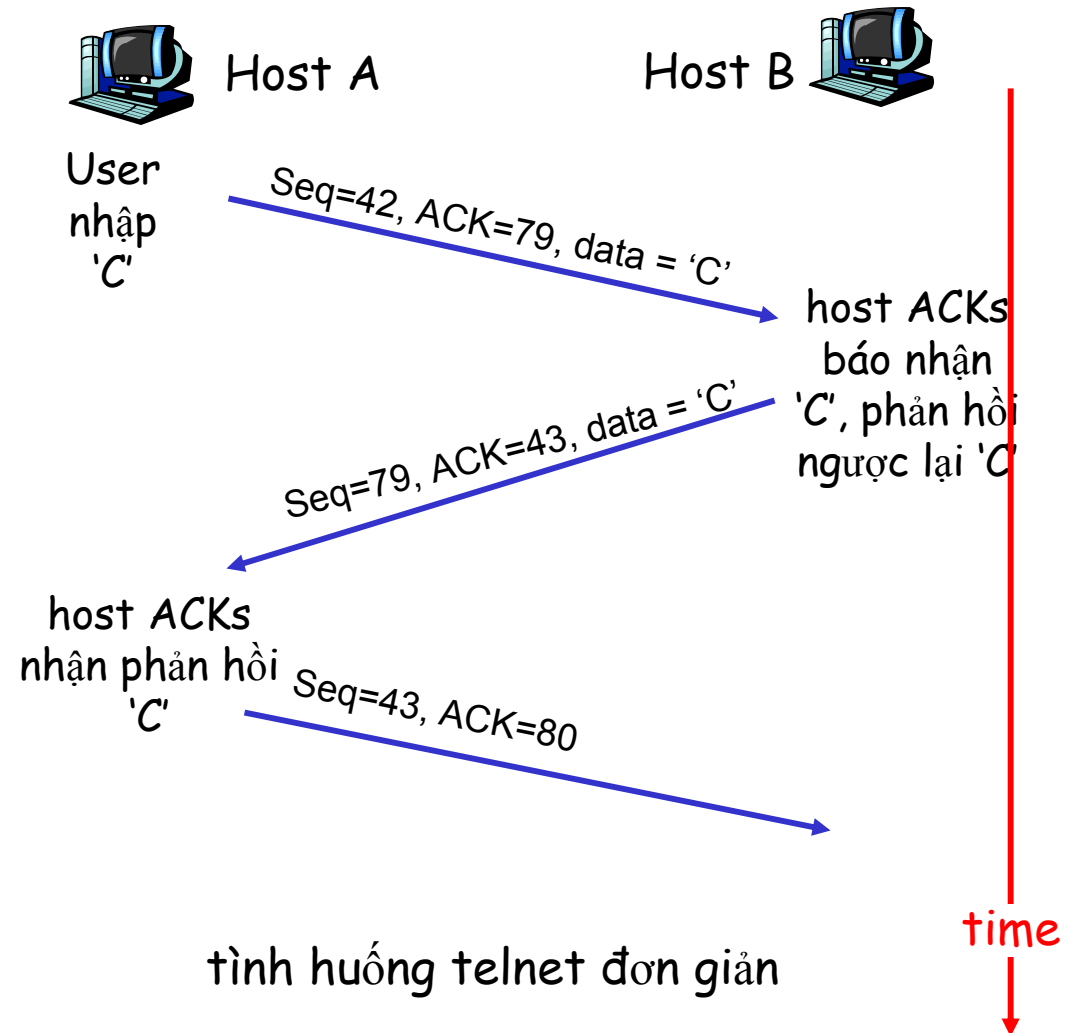 Host A
Host B
User
nhập
‘C’
Seq=42, ACK=79, data = ‘C’
host ACKs
báo nhận
‘C’, phản hồi
ngược lại ‘C’
Seq=79, ACK=43, data = ‘C’
host ACKs
nhận phản hồi
‘C’
Seq=43, ACK=80
time
tình huống telnet đơn giản